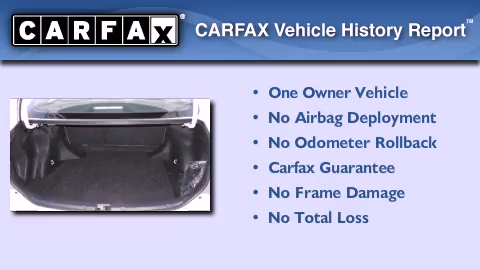 CARFAX®
CARFAX Vehicle History Report™
• One Owner Vehicle
• No Airbag Deployment
• No Odometer Rollback
• Carfax Guarantee
• No Frame Damage
• No Total Loss